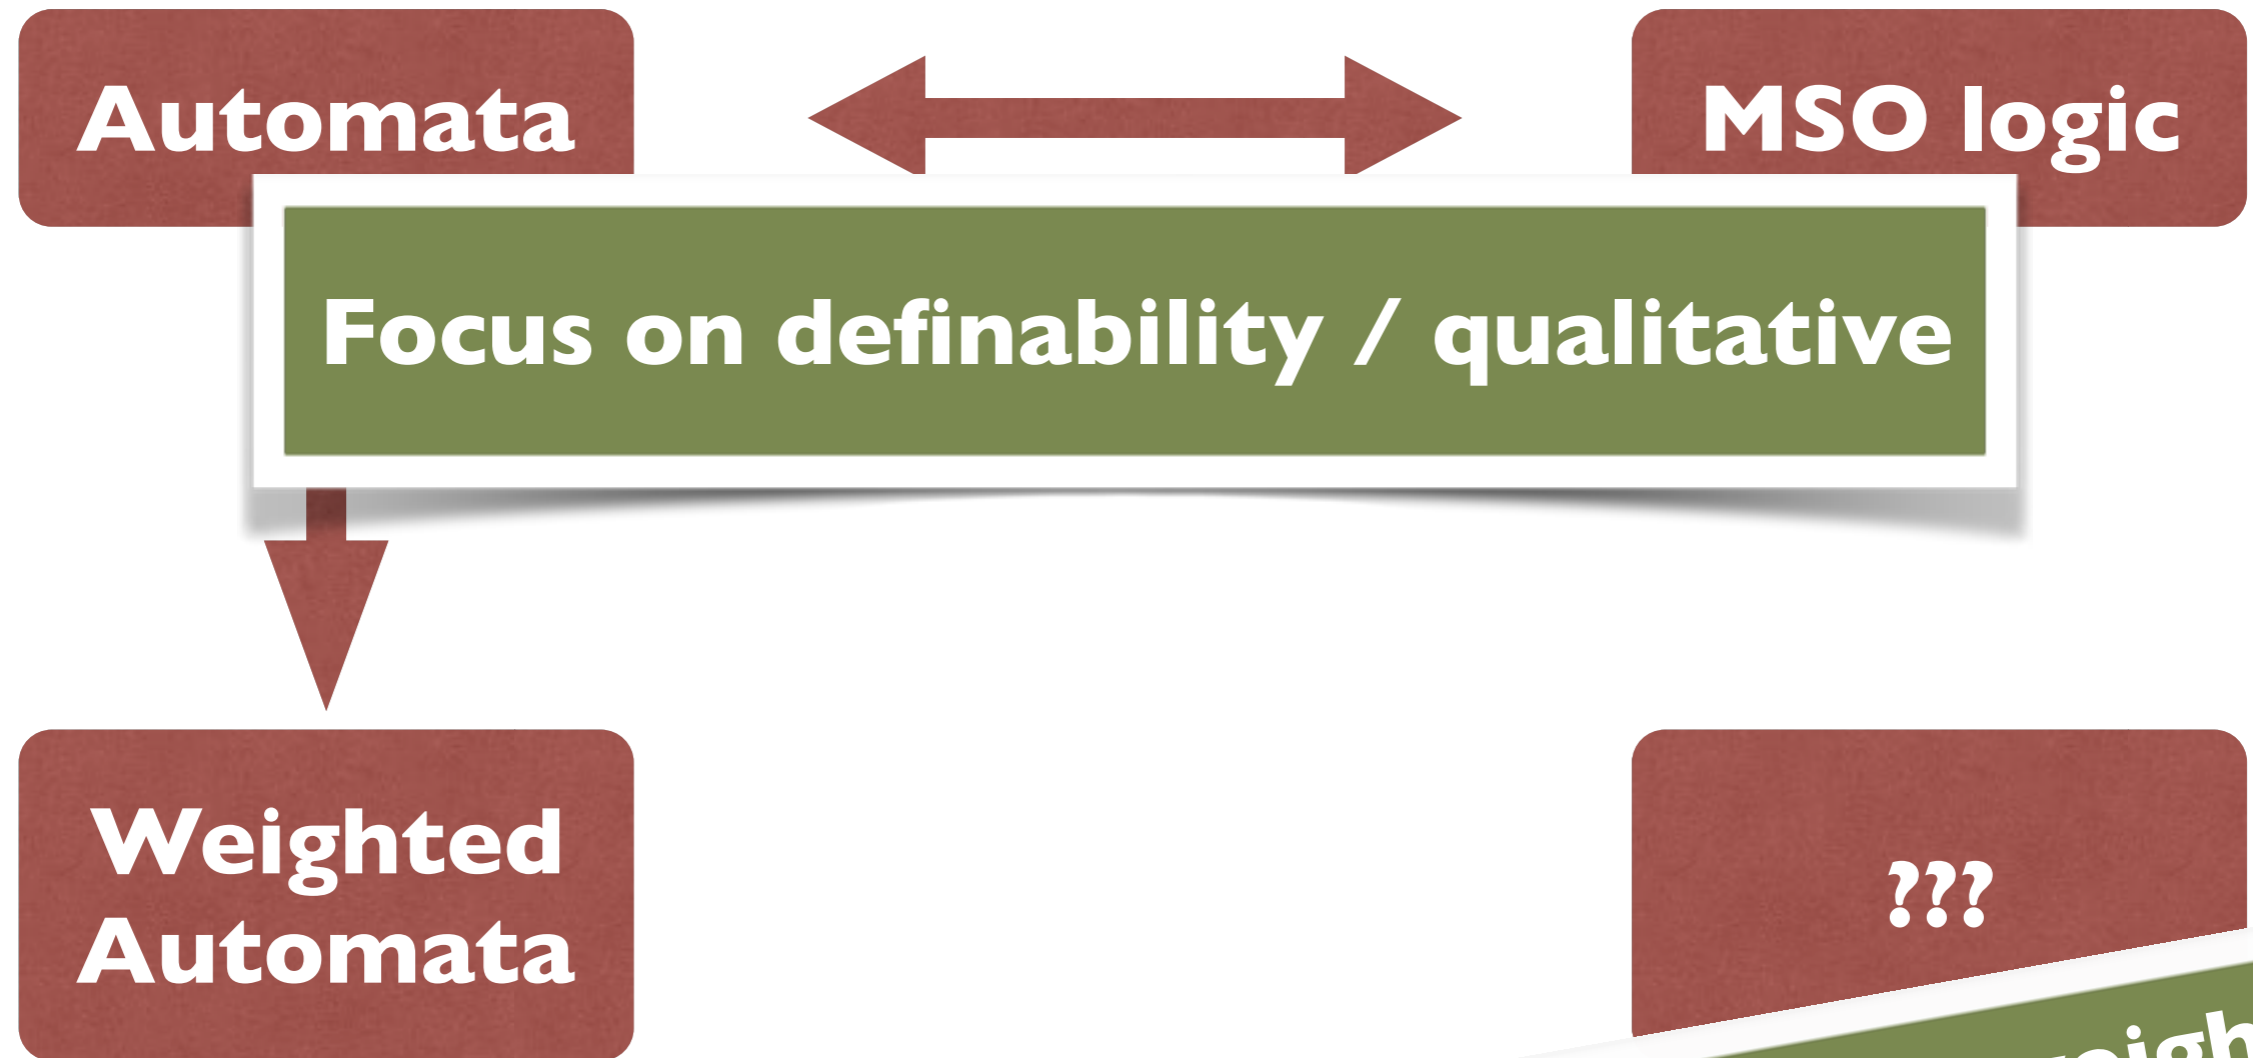 Automata
MSO logic
Focus on definability / qualitative
Weighted
Automata
???